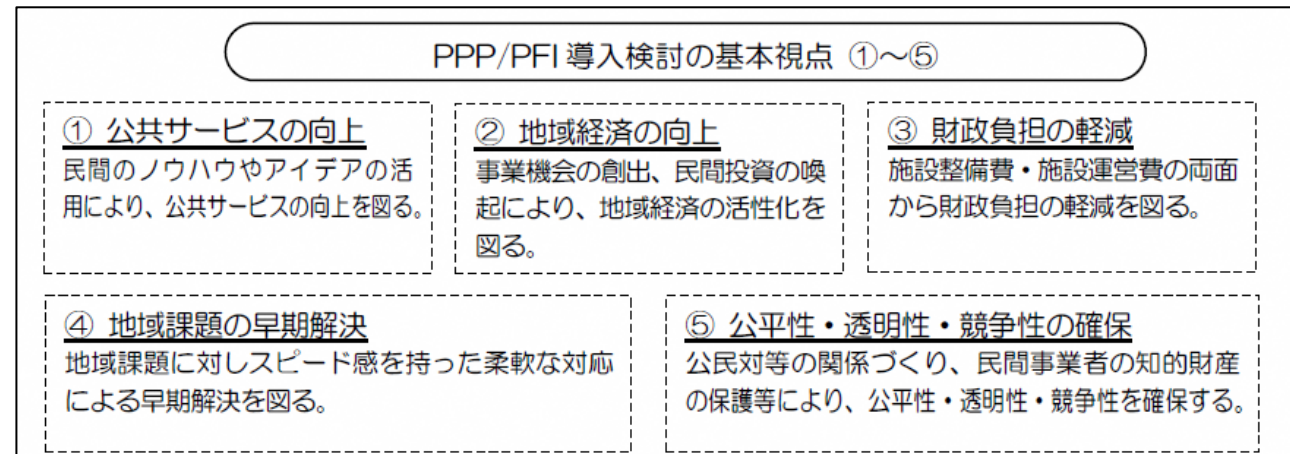 PPP/PFI 導入検討の基本視点 ①～⑤
① 公共サービスの向上
民間のノウハウやアイデアの活
用により、公共サービスの向上を図る。
② 地域経済の向上
事業機会の創出、民間投資の喚
起により、地域経済の活性化を
図る。
③ 財政負担の軽減
施設整備費・施設運営費の両面
から財政負担の軽減を図る。
④ 地域課題の早期解決
地域課題に対しスピード感を持った柔軟な対応
による早期解決を図る。
⑤ 公平性・透明性・競争性の確保
公民対等の関係づくり、民間事業者の知的財産
の保護等により、公平性・透明性・競争性を確保する。